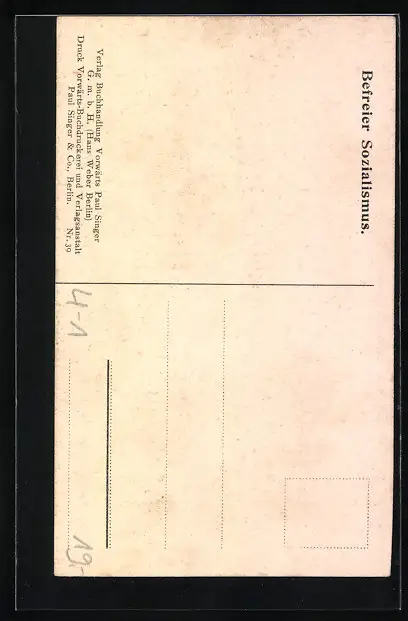 Befreier Sozialismus.
Verlag Buchhandlung Vorwärts Paul Singer
G. m. b. H. (Hans Weber Berlin)
Druck Vorwärts-Buchdruckerei und Verlagsanstalt
Paul Singer & Co., Berlin. Nr. 39
4-1
19,-